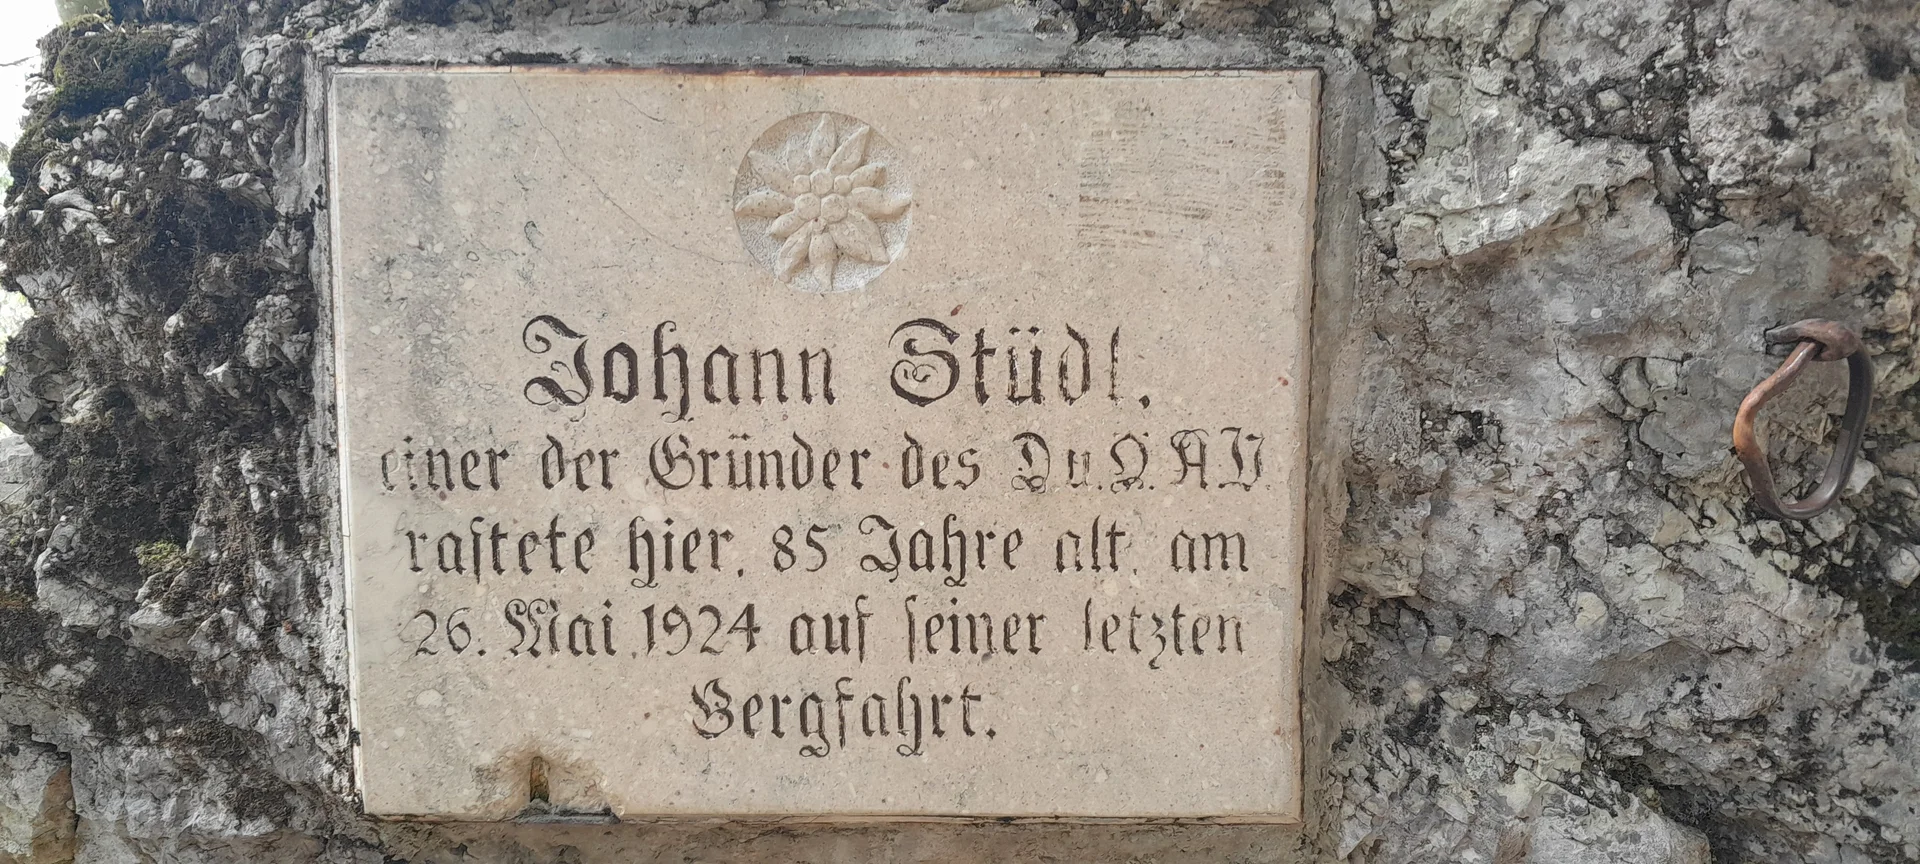 Johann Stüdl,
einer der Gründer des D.u.Ö.A.V.
rastete hier, 85 Jahre alt, am
26. Mai 1924 auf seiner letzten
Bergfahrt.